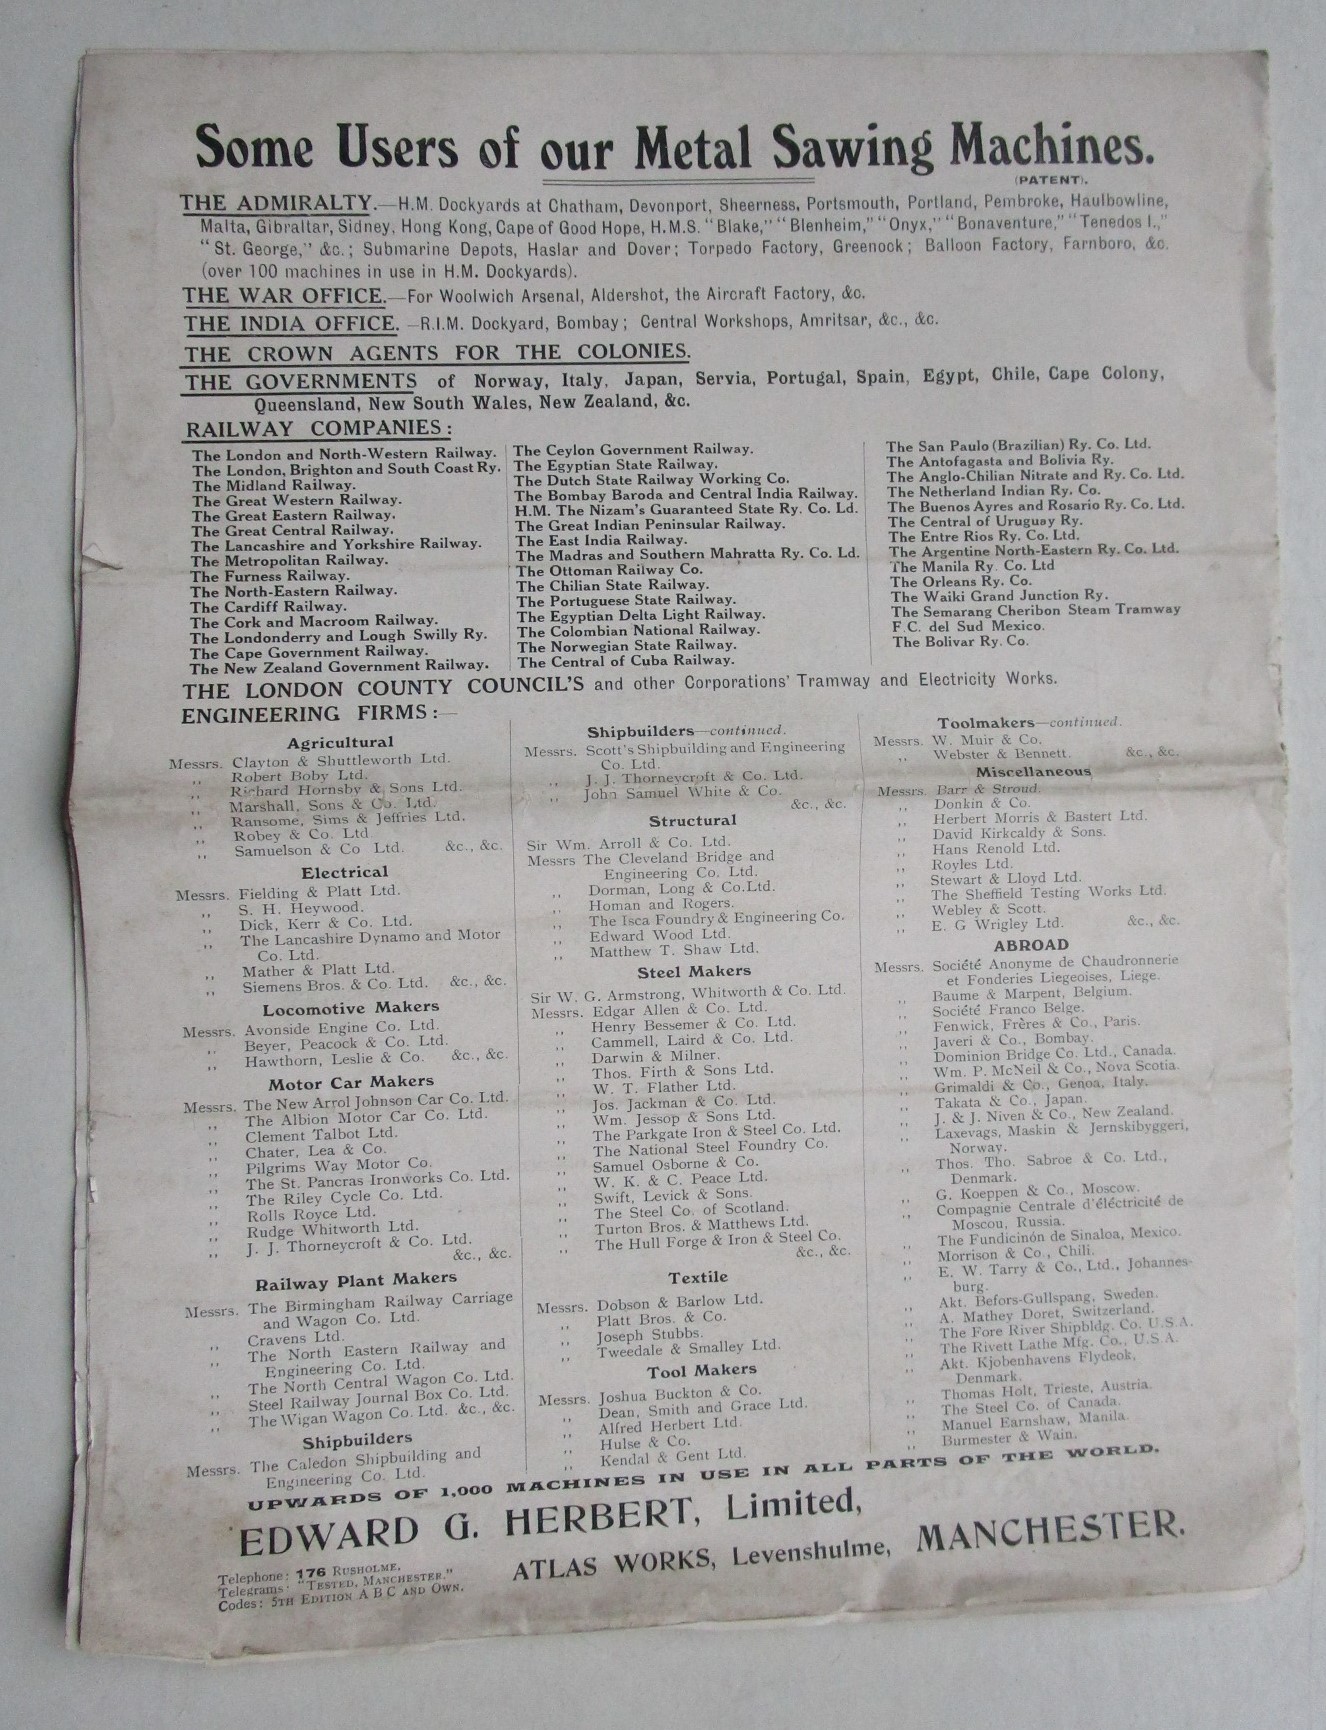 Some Users of our Metal Sawing Machines.
(PATENT).
THE ADMIRALTY.—H.M. Dockyards at Chatham, Devonport, Sheerness, Portsmouth, Portland, Pembroke, Haulbowline,
Malta, Gibraltar, Sidney, Hong Kong, Cape of Good Hope, H.M.S. "Blake," "Blenheim," "Onyx," "Bonaventure," "Tenedos I.,"
"St. George," &c.; Submarine Depots, Haslar and Dover; Torpedo Factory, Greenock; Balloon Factory, Farnboro, &c.
(over 100 machines in use in H.M. Dockyards).
THE WAR OFFICE.—For Woolwich Arsenal, Aldershot, the Aircraft Factory, &c.
THE INDIA OFFICE. —R.I.M. Dockyard, Bombay; Central Workshops, Amritsar, &c., &c.
THE CROWN AGENTS FOR THE COLONIES.
THE GOVERNMENTS of Norway, Italy, Japan, Servia, Portugal, Spain, Egypt, Chile, Cape Colony,
Queensland, New South Wales, New Zealand, &c.
RAILWAY COMPANIES:
The London and North-Western Railway.
The London, Brighton and South Coast Ry.
The Midland Railway.
The Great Western Railway.
The Great Eastern Railway.
The Great Central Railway.
The Lancashire and Yorkshire Railway.
The Metropolitan Railway.
The Furness Railway.
The North-Eastern Railway.
The Cardiff Railway.
The Cork and Macroom Railway.
The Londonderry and Lough Swilly Ry.
The Cape Government Railway.
The New Zealand Government Railway.
The Ceylon Government Railway.
The Egyptian State Railway.
The Dutch State Railway Working Co.
The Bombay Baroda and Central India Railway.
H.M. The Nizam's Guaranteed State Ry. Co. Ld.
The Great Indian Peninsular Railway.
The East India Railway.
The Madras and Southern Mahratta Ry. Co. Ld.
The Ottoman Railway Co.
The Chilian State Railway.
The Portuguese State Railway.
The Egyptian Delta Light Railway.
The Colombian National Railway.
The Norwegian State Railway.
The Central of Cuba Railway.
The San Paulo (Brazilian) Ry. Co. Ltd.
The Antofagasta and Bolivia Ry.
The Anglo-Chilian Nitrate and Ry. Co. Ltd.
The Netherland Indian Ry. Co.
The Buenos Ayres and Rosario Ry. Co. Ltd.
The Central of Uruguay Ry.
The Entre Rios Ry. Co. Ltd.
The Argentine North-Eastern Ry. Co. Ltd.
The Manila Ry. Co. Ltd
The Orleans Ry. Co.
The Waiki Grand Junction Ry.
The Semarang Cheribon Steam Tramway
F.C. del Sud Mexico.
The Bolivar Ry. Co.
THE LONDON COUNTY COUNCIL'S and other Corporations' Tramway and Electricity Works.
ENGINEERING FIRMS:—
Agricultural
Messrs. Clayton & Shuttleworth Ltd.
,, Robert Boby Ltd.
,, Richard Hornsby & Sons Ltd.
,, Marshall, Sons & Co. Ltd.
,, Ransome, Sims & Jeffries Ltd.
,, Robey & Co. Ltd
,, Samuelson & Co Ltd. &c., &c.
Electrical
Messrs. Fielding & Platt Ltd.
,, S. H. Heywood.
,, Dick, Kerr & Co. Ltd.
,, The Lancashire Dynamo and Motor
Co. Ltd.
,, Mather & Platt Ltd.
,, Siemens Bros. & Co. Ltd. &c., &c.
Locomotive Makers
Messrs. Avonside Engine Co. Ltd.
,, Beyer, Peacock & Co. Ltd.
,, Hawthorn, Leslie & Co. &c., &c.
Motor Car Makers
Messrs. The New Arrol Johnson Car Co. Ltd.
,, The Albion Motor Car Co. Ltd.
,, Clement Talbot Ltd.
,, Chater, Lea & Co.
,, Pilgrims Way Motor Co.
,, The St. Pancras Ironworks Co. Ltd.
,, The Riley Cycle Co. Ltd.
,, Rolls Royce Ltd.
,, Rudge Whitworth Ltd.
,, J. J. Thorneycroft & Co. Ltd.
&c., &c.
Railway Plant Makers
Messrs. The Birmingham Railway Carriage
and Wagon Co. Ltd.
,, Cravens Ltd.
,, The North Eastern Railway and
Engineering Co. Ltd.
,, The North Central Wagon Co. Ltd.
,, Steel Railway Journal Box Co. Ltd.
,, The Wigan Wagon Co. Ltd. &c., &c.
Shipbuilders
Messrs. The Caledon Shipbuilding and
Engineering Co. Ltd.
Shipbuilders—continued.
Messrs. Scott's Shipbuilding and Engineering
Co. Ltd.
,, J. J. Thorneycroft & Co. Ltd.
,, John Samuel White & Co.
&c., &c.
Structural
Sir Wm. Arroll & Co. Ltd.
Messrs The Cleveland Bridge and
Engineering Co. Ltd.
,, Dorman, Long & Co.Ltd.
,, Homan and Rogers.
,, The Isca Foundry & Engineering Co.
,, Edward Wood Ltd.
,, Matthew T. Shaw Ltd.
Steel Makers
Sir W. G. Armstrong, Whitworth & Co. Ltd.
Messrs. Edgar Allen & Co. Ltd.
,, Henry Bessemer & Co. Ltd.
,, Cammell, Laird & Co. Ltd.
,, Darwin & Milner.
,, Thos. Firth & Sons Ltd.
,, W. T. Flather Ltd.
,, Jos. Jackman & Co. Ltd.
,, Wm. Jessop & Sons Ltd.
,, The Parkgate Iron & Steel Co. Ltd.
,, The National Steel Foundry Co.
,, Samuel Osborne & Co.
,, W. K. & C. Peace Ltd.
,, Swift, Levick & Sons.
,, The Steel Co. of Scotland.
,, Turton Bros. & Matthews Ltd.
,, The Hull Forge & Iron & Steel Co.
&c., &c.
Textile
Messrs. Dobson & Barlow Ltd.
,, Platt Bros. & Co.
,, Joseph Stubbs.
,, Tweedale & Smalley Ltd.
Tool Makers
Messrs. Joshua Buckton & Co.
,, Dean, Smith and Grace Ltd.
,, Alfred Herbert Ltd.
,, Hulse & Co.
,, Kendal & Gent Ltd.
Toolmakers—continued.
Messrs. W. Muir & Co.
,, Webster & Bennett. &c., &c.
Miscellaneous
Messrs. Barr & Stroud.
,, Donkin & Co.
,, Herbert Morris & Bastert Ltd.
,, David Kirkcaldy & Sons.
,, Hans Renold Ltd.
,, Royles Ltd.
,, Stewart & Lloyd Ltd.
,, The Sheffield Testing Works Ltd.
,, Webley & Scott.
,, E. G Wrigley Ltd. &c., &c.
ABROAD
Messrs. Société Anonyme de Chaudronnerie
et Fonderies Liegeoises, Liege.
,, Baume & Marpent, Belgium.
,, Société Franco Belge.
,, Fenwick, Frères & Co., Paris.
,, Javeri & Co., Bombay.
,, Dominion Bridge Co. Ltd., Canada.
,, Wm. P. McNeil & Co., Nova Scotia.
,, Grimaldi & Co., Genoa, Italy.
,, Takata & Co., Japan.
,, J. & J. Niven & Co., New Zealand.
,, Laxevags, Maskin & Jernskibyggeri,
Norway.
,, Thos. Tho. Sabroe & Co. Ltd.,
Denmark.
,, G. Koeppen & Co., Moscow.
,, Compagnie Centrale d'éléctricité de
Moscou, Russia.
,, The Fundicinón de Sinaloa, Mexico.
,, Morrison & Co., Chili.
,, E. W. Tarry & Co., Ltd., Johannes-
burg.
,, Akt. Befors-Gullspang, Sweden.
,, A. Mathey Doret, Switzerland.
,, The Fore River Shipbldg. Co. U.S.A.
,, The Rivett Lathe Mfg. Co., U.S.A.
,, Akt. Kjobenhavens Flydeok,
Denmark.
,, Thomas Holt, Trieste, Austria.
,, The Steel Co. of Canada.
,, Manuel Earnshaw, Manila.
,, Burmester & Wain.
UPWARDS OF 1,000 MACHINES IN USE IN ALL PARTS OF THE WORLD.
EDWARD G. HERBERT, Limited,
ATLAS WORKS, Levenshulme, MANCHESTER.
Telephone: 176 RUSHOLME.
Telegrams: "TESTED, MANCHESTER."
Codes: 5TH EDITION A B C AND OWN.